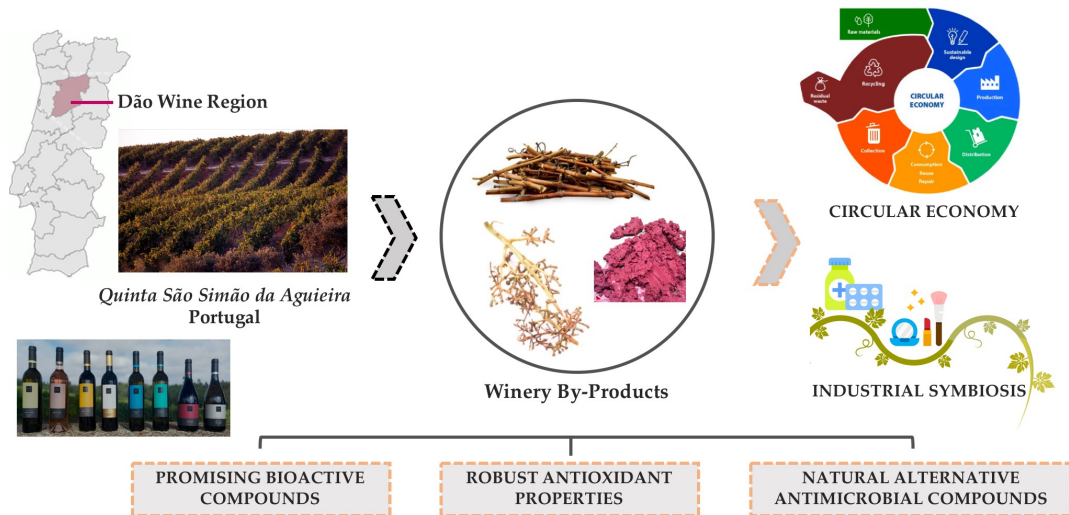 Dão Wine Region
Quinta São Simão da Aguieira
Portugal
Winery By-Products
Raw materials
Sustainable
design
Production
Distribution
Consumption
Reuse
Repair
Collection
Recycling
Residual
waste
CIRCULAR
ECONOMY
CIRCULAR ECONOMY
INDUSTRIAL SYMBIOSIS
PROMISING BIOACTIVE
COMPOUNDS
ROBUST ANTIOXIDANT
PROPERTIES
NATURAL ALTERNATIVE
ANTIMICROBIAL COMPOUNDS